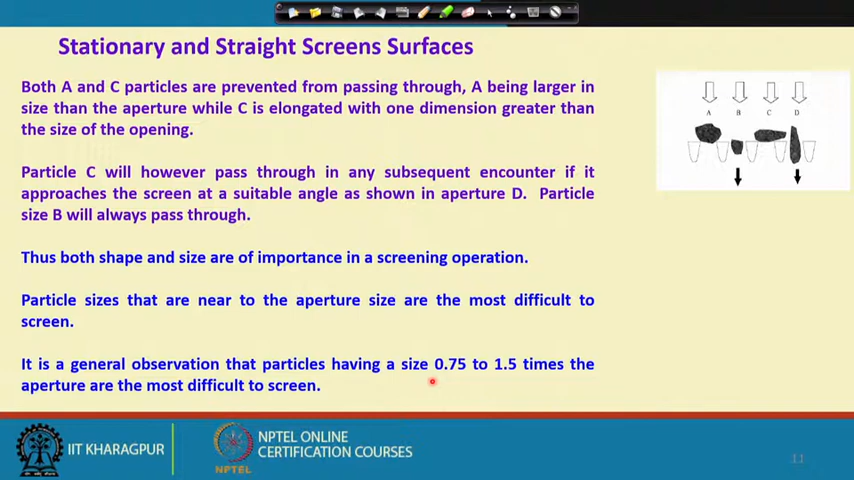 Stationary and Straight Screens Surfaces
Both A and C particles are prevented from passing through, A being larger in
size than the aperture while C is elongated with one dimension greater than
the size of the opening.
Particle C will however pass through in any subsequent encounter if it
approaches the screen at a suitable angle as shown in aperture D. Particle
size B will always pass through.
Thus both shape and size are of importance in a screening operation.
Particle sizes that are near to the aperture size are the most difficult to
screen.
It is a general observation that particles having a size 0.75 to 1.5 times the
aperture are the most difficult to screen.
A B C D
IIT KHARAGPUR
NPTEL
NPTEL ONLINE
CERTIFICATION COURSES
11